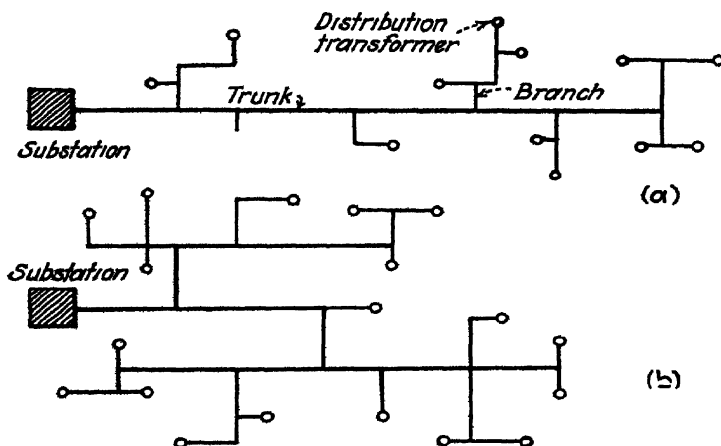 Distribution
transformer
Trunk
Branch
Substation
(a)
Substation
(b)